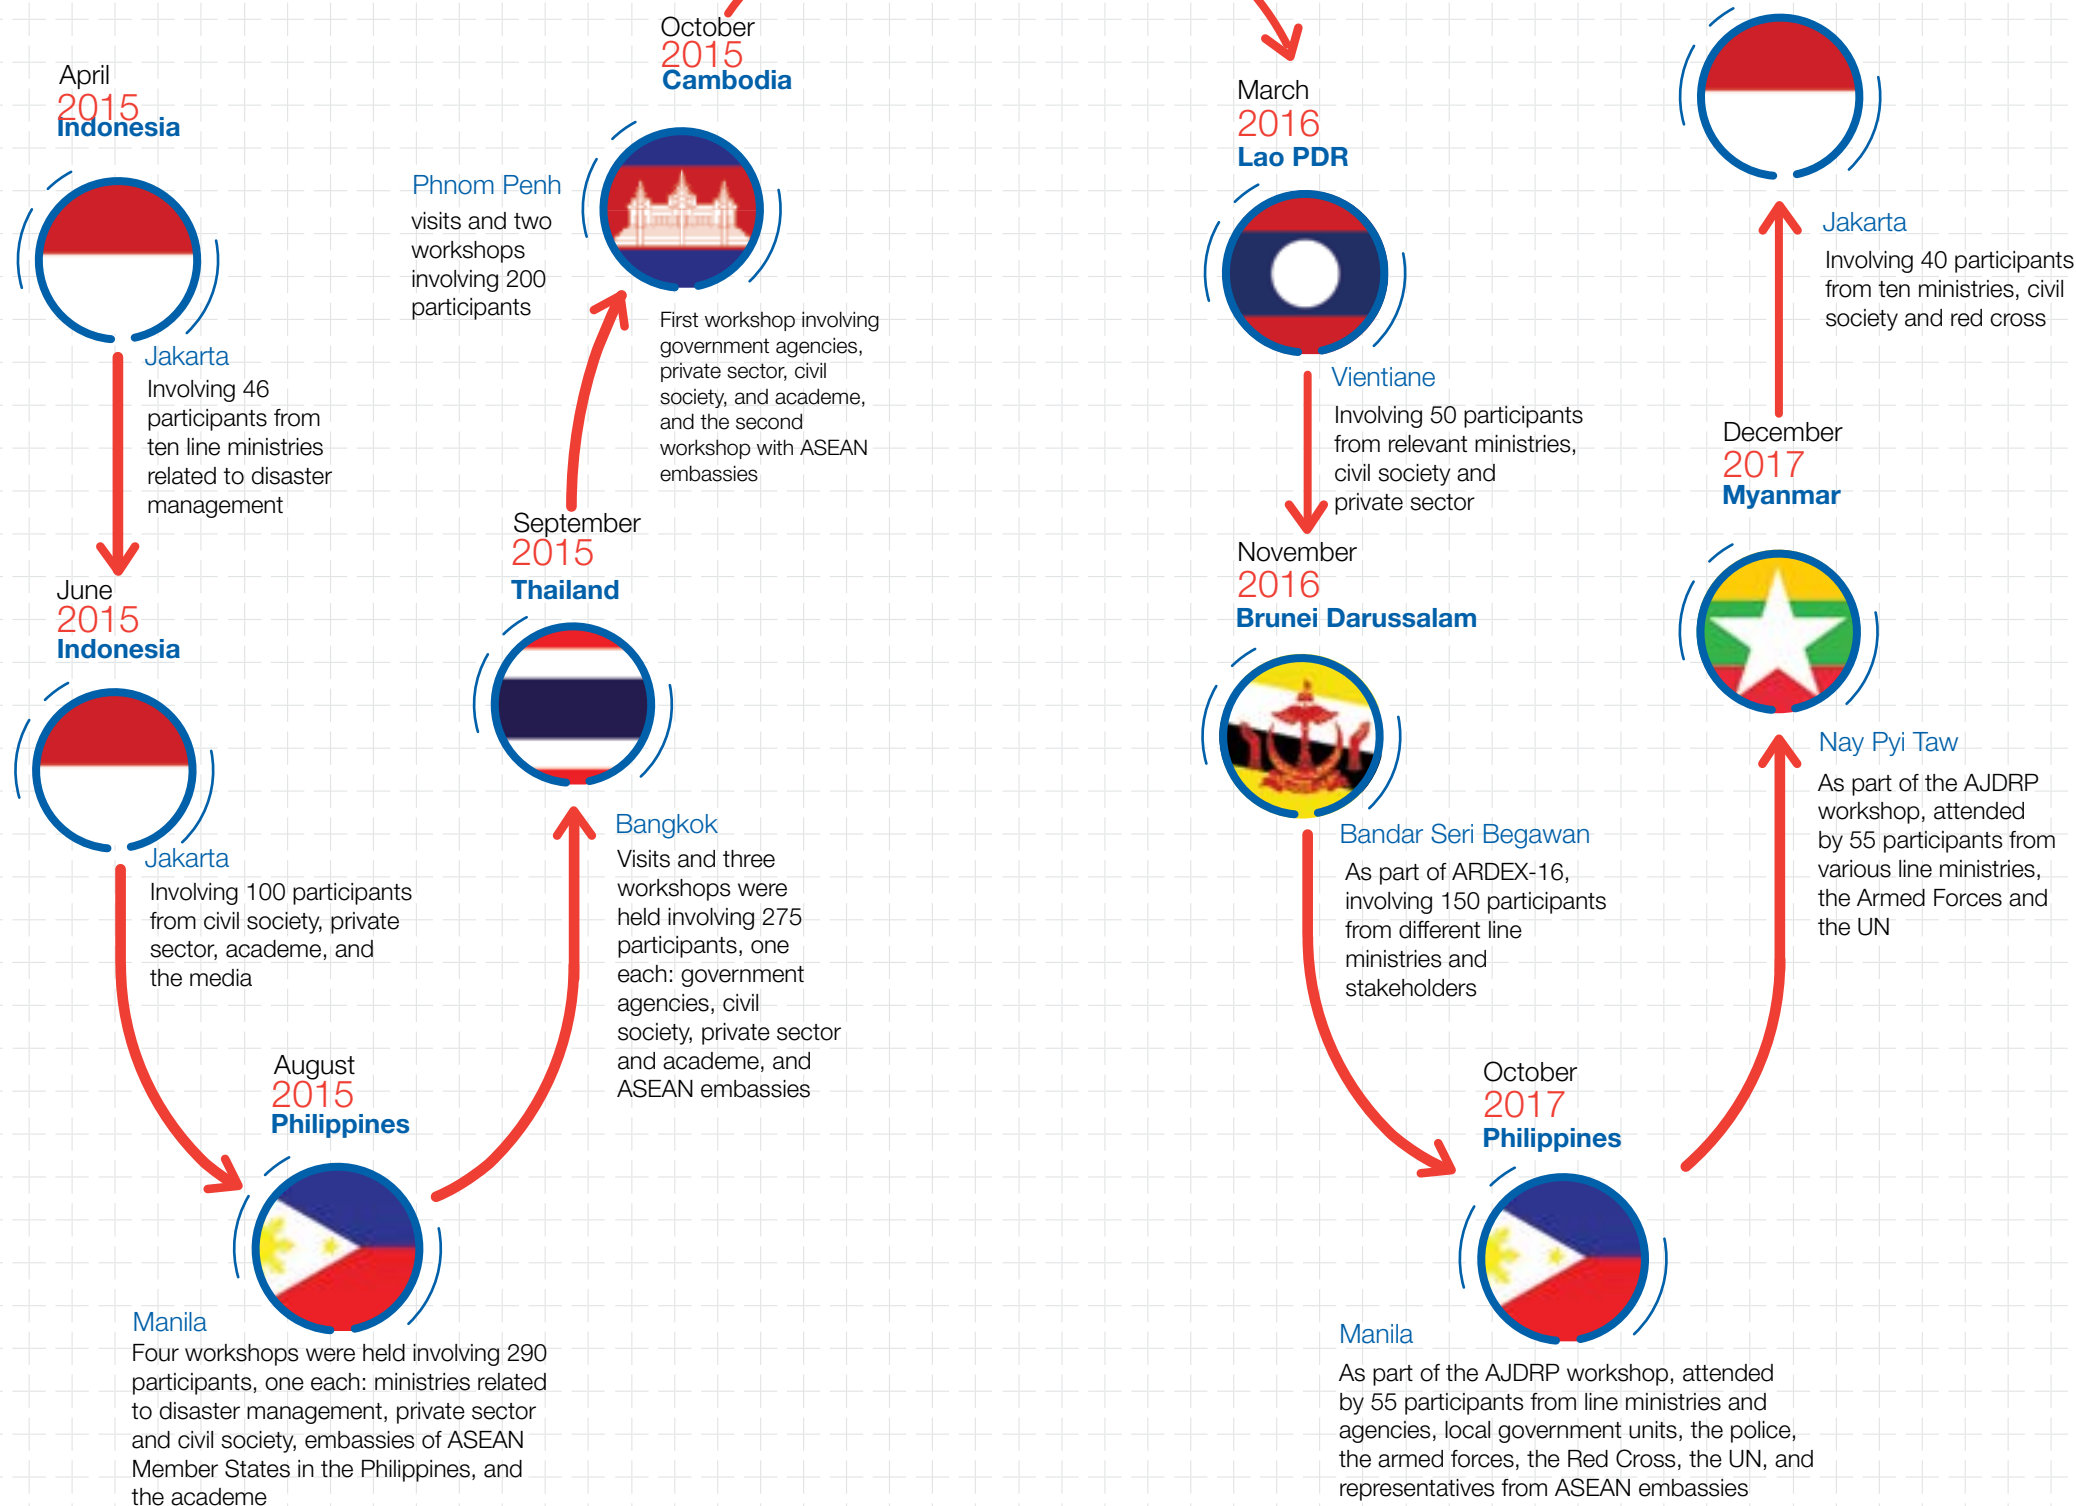 April
2015
Indonesia
Jakarta
Involving 46
participants from
ten line ministries
related to disaster
management
June
2015
Indonesia
Jakarta
Involving 100 participants
from civil society, private
sector, academe, and
the media
August
2015
Philippines
Manila
Four workshops were held involving 290
participants, one each: ministries related
to disaster management, private sector
and civil society, embassies of ASEAN
Member States in the Philippines, and
the academe
September
2015
Thailand
Bangkok
Visits and three
workshops were
held involving 275
participants, one
each: government
agencies, civil
society, private sector
and academe, and
ASEAN embassies
October
2015
Cambodia
Phnom Penh
visits and two
workshops
involving 200
participants
First workshop involving
government agencies,
private sector, civil
society, and academe,
and the second
workshop with ASEAN
embassies
March
2016
Lao PDR
Vientiane
Involving 50 participants
from relevant ministries,
civil society and
private sector
November
2016
Brunei Darussalam
Bandar Seri Begawan
As part of ARDEX-16,
involving 150 participants
from different line
ministries and
stakeholders
October
2017
Philippines
Manila
As part of the AJDRP workshop, attended
by 55 participants from line ministries and
agencies, local government units, the police,
the armed forces, the Red Cross, the UN, and
representatives from ASEAN embassies
December
2017
Myanmar
Nay Pyi Taw
As part of the AJDRP
workshop, attended
by 55 participants from
various line ministries,
the Armed Forces and
the UN
Jakarta
Involving 40 participants
from ten ministries, civil
society and red cross